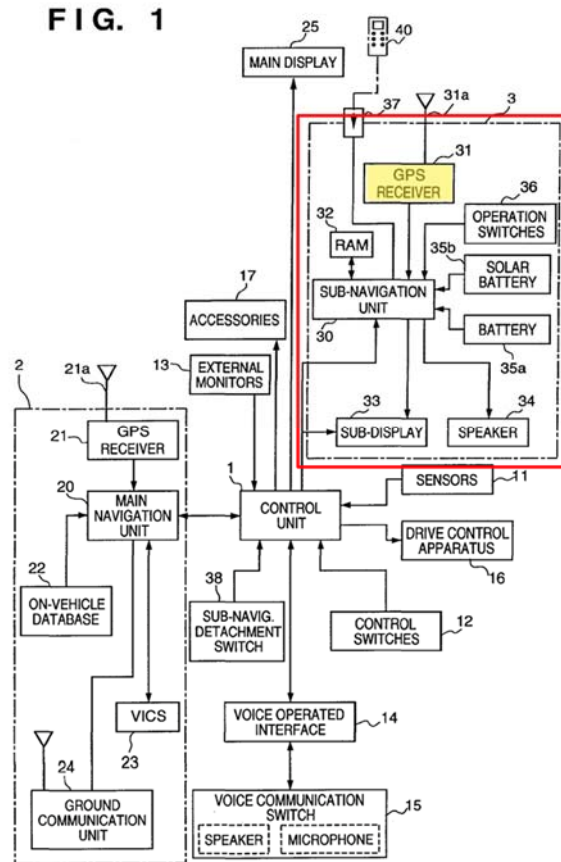 FIG. 1
25
MAIN DISPLAY
40
37
31a
3
31
GPS
RECEIVER
36
OPERATION
SWITCHES
32
RAM
35b
SOLAR
BATTERY
SUB-NAVIGATION
UNIT
30
BATTERY
35a
17
ACCESSORIES
13
EXTERNAL
MONITORS
33
SUB-DISPLAY
34
SPEAKER
2
21a
21
GPS
RECEIVER
20
MAIN
NAVIGATION
UNIT
1
CONTROL
UNIT
SENSORS
11
DRIVE CONTROL
APPARATUS
16
22
ON-VEHICLE
DATABASE
38
SUB-NAVIG.
DETACHMENT
SWITCH
CONTROL
SWITCHES
12
VICS
23
VOICE OPERATED
INTERFACE
14
24
GROUND
COMMUNICATION
UNIT
VOICE COMMUNICATION
SWITCH
15
SPEAKER
MICROPHONE